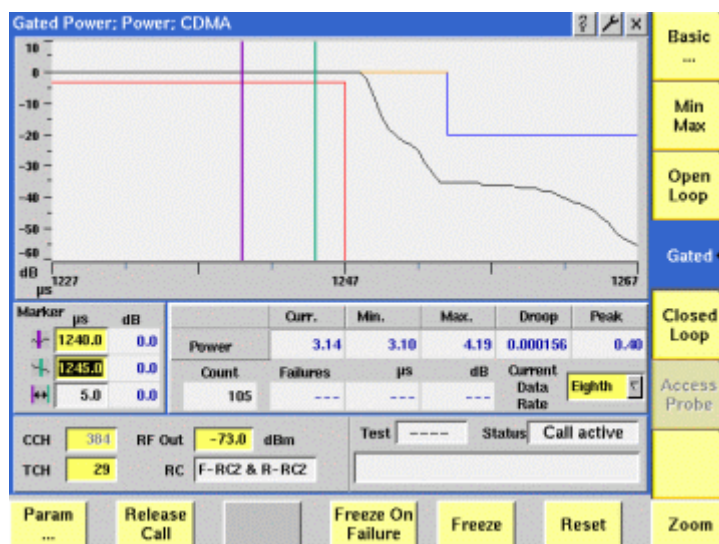 Gated Power; Power; CDMA
? ×
Basic
...
Min
Max
Open
Loop
Gated
Closed
Loop
Access
Probe
10
0
-10
-20
-30
-40
-50
-60
dB
µs
1227
1247
1267
Marker µs dB
1240.0 0.0
1245.0 0.0
5.0 0.0
Curr. Min. Max. Droop Peak
Power 3.14 3.10 4.19 0.000156 0.40
Count Failures µs dB Current Data Rate Eighth
105 --- --- ---
CCH 384 RF Out -73.0 dBm
TCH 29 RC F-RC2 & R-RC2
Test ---- Status Call active
Param
...
Release
Call
Freeze On
Failure
Freeze
Reset
Zoom